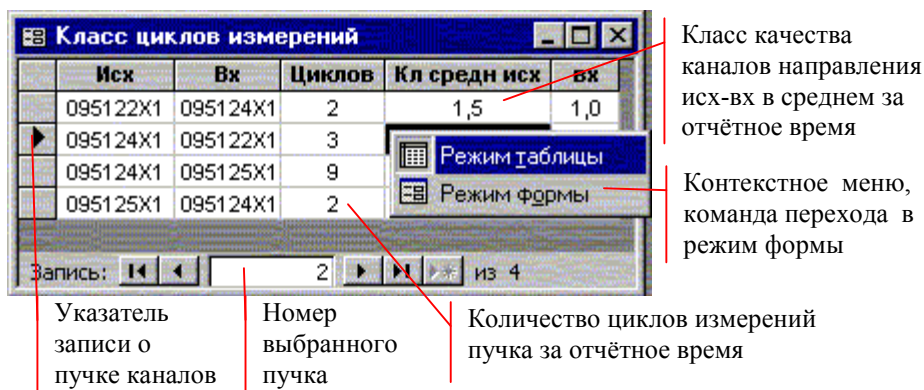 Класс циклов измерений
Исх Вх Циклов Кл средн исх вх
095122X1 095124X1 2 1,5 1,0
095124X1 095122X1 3
095124X1 095125X1 9
095125X1 095124X1 2
Режим таблицы
Режим формы
Запись: 2 из 4
Класс качества
каналов направления
исх-вх в среднем за
отчётное время
Контекстное меню,
команда перехода в
режим формы
Указатель
записи о
пучке каналов
Номер
выбранного
пучка
Количество циклов измерений
пучка за отчётное время